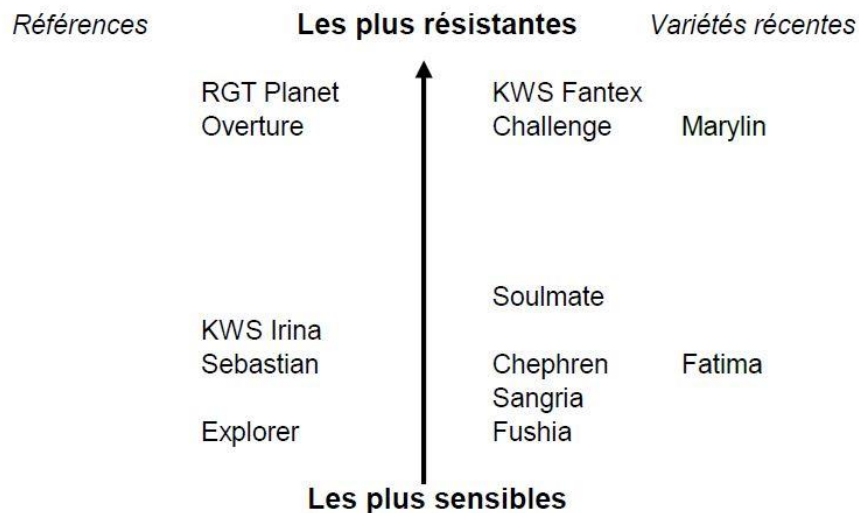 Références Les plus résistantes Variétés récentes
RGT Planet KWS Fantex
Overture Challenge Marylin
Soulmate
KWS Irina
Sebastian Chephren Fatima
Sangria
Explorer Fushia
Les plus sensibles